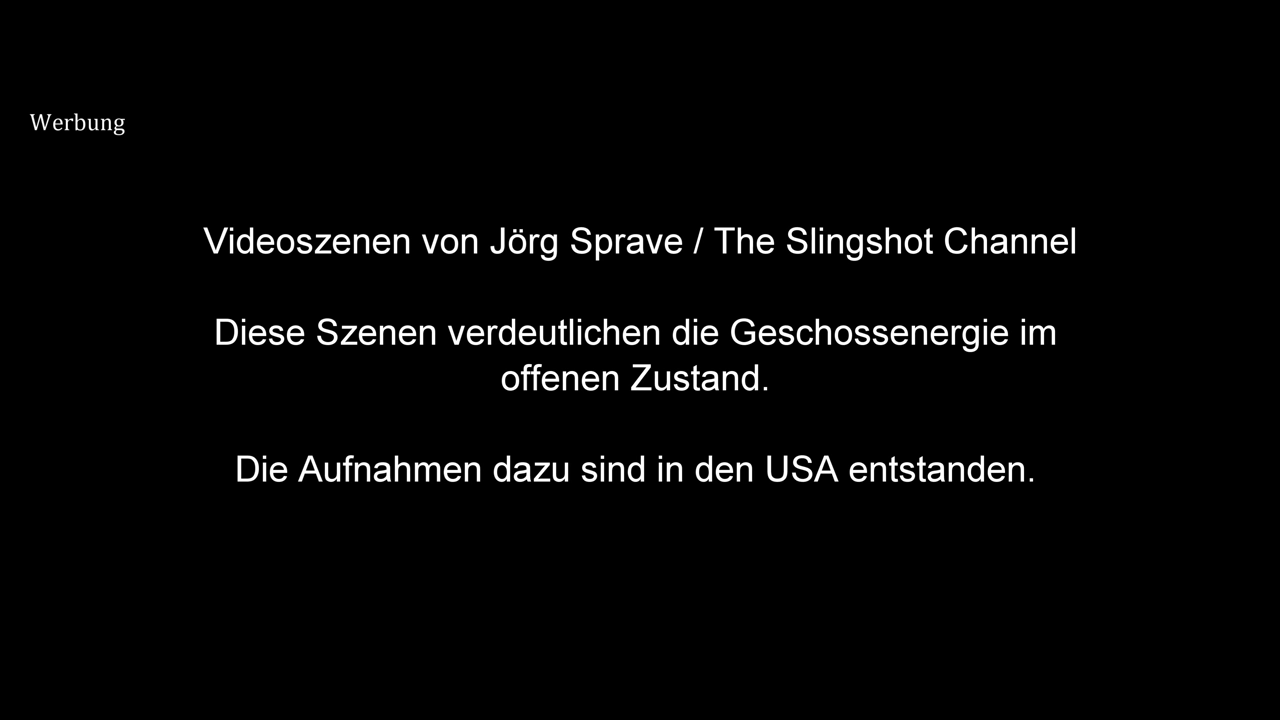 Werbung
Videoszenen von Jörg Sprave / The Slingshot Channel
Diese Szenen verdeutlichen die Geschossenergie im
offenen Zustand.
Die Aufnahmen dazu sind in den USA entstanden.